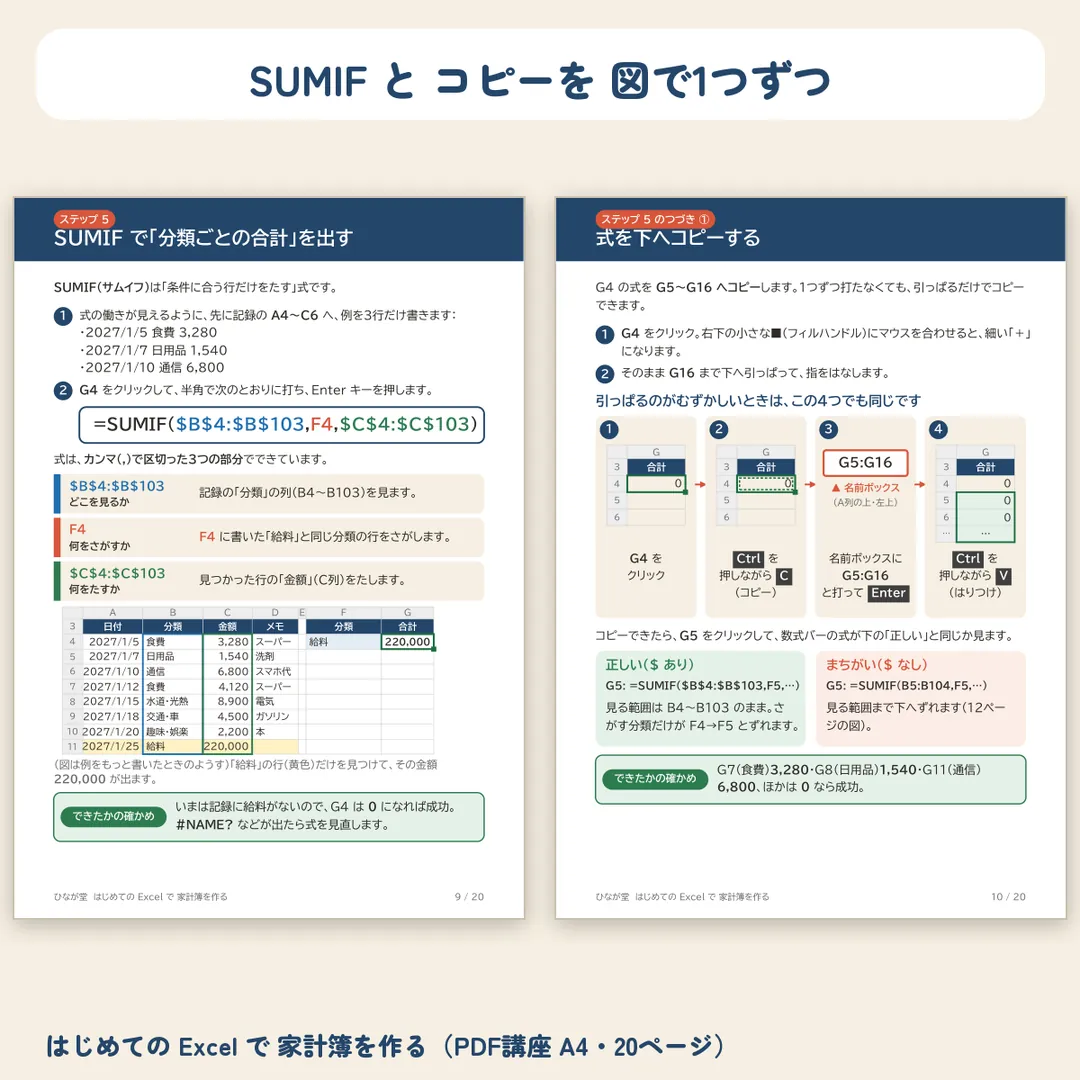 SUMIF と コピーを 図で1つずつ
ステップ 5
SUMIF で「分類ごとの合計」を出す
SUMIF(サムイフ)は「条件に合う行だけをたす」式です。
1 式の働きが見えるように、先に記録の A4〜C6 へ、例を3行だけ書きます:
・2027/1/5 食費 3,280
・2027/1/7 日用品 1,540
・2027/1/10 通信 6,800
2 G4 をクリックして、半角で次のとおりに打ち、Enter キーを押します。
=SUMIF($B$4:$B$103,F4,$C$4:$C$103)
式は、カンマ(,)で区切った3つの部分でできています。
$B$4:$B$103
どこを見るか
記録の「分類」の列(B4〜B103)を見ます。
F4
何をさがすか
F4 に書いた「給料」と同じ分類の行をさがします。
$C$4:$C$103
何をたすか
見つかった行の「金額」(C列)をたします。
A B C D E F G
3 日付 分類 金額 メモ 分類 合計
4 2027/1/5 食費 3,280 スーパー 給料 220,000
5 2027/1/7 日用品 1,540 洗剤
6 2027/1/10 通信 6,800 スマホ代
7 2027/1/12 食費 4,120 スーパー
8 2027/1/15 水道・光熱 8,900 電気
9 2027/1/18 交通・車 4,500 ガソリン
10 2027/1/20 趣味・娯楽 2,200 本
11 2027/1/25 給料 220,000
(図は例をもっと書いたときのようす)「給料」の行(黄色)だけを見つけて、その金額
220,000 が出ます。
できたかの確かめ
いまは記録に給料がないので、G4 は 0 になれば成功。
#NAME? などが出たら式を見直します。
ひなが堂 はじめての Excel で 家計簿を作る
9 / 20
ステップ 5 のつづき ①
式を下へコピーする
G4 の式を G5〜G16 へコピーします。1つずつ打たなくても、引っぱるだけでコピー
できます。
1 G4 をクリック。右下の小さな■(フィルハンドル)にマウスを合わせると、細い「+」
になります。
2 そのまま G16 まで下へ引っぱって、指をはなします。
引っぱるのがむずかしいときは、この4つでも同じです
1
G
3 合計
4 0
5
6
G4 を
クリック
2
G
3 合計
4 0
5
6
Ctrl を
押しながら C
(コピー)
3
G5:G16
▲ 名前ボックス
(A列の上・左上)
名前ボックスに
G5:G16
と打って Enter
4
G
3 合計
4 0
5 0
6 0
… …
Ctrl を
押しながら V
(はりつけ)
コピーできたら、G5 をクリックして、数式バーの式が下の「正しい」と同じか見ます。
正しい($ あり)
G5: =SUMIF($B$4:$B$103,F5,…)
見る範囲は B4〜B103 のまま。さ
がす分類だけが F4→F5 とずれます。
まちがい($ なし)
G5: =SUMIF(B5:B104,F5,…)
見る範囲まで下へずれます(12ペー
ジの図)。
できたかの確かめ
G7(食費)3,280・G8(日用品)1,540・G11(通信)
6,800、ほかは 0 なら成功。
ひなが堂 はじめての Excel で 家計簿を作る
10 / 20
はじめての Excel で 家計簿を作る（PDF講座 A4・20ページ）